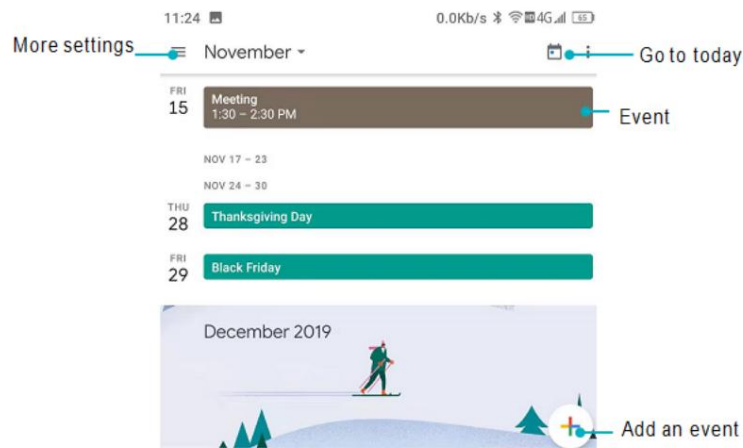 11:24 0.0Kb/s 4G 65
More settings
November
Go to today
FRI
15
Meeting
1:30 – 2:30 PM
Event
NOV 17 – 23
NOV 24 – 30
THU
28
Thanksgiving Day
FRI
29
Black Friday
December 2019
Add an event